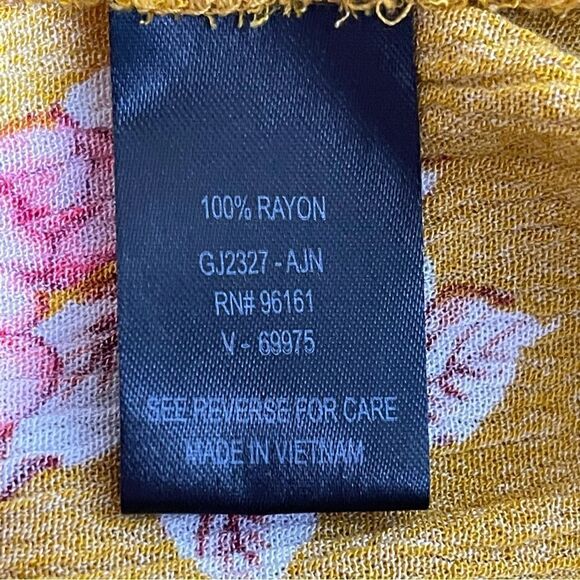 100% RAYON
GJ2327 - AJN
RN# 96161
V - 69975
SEE REVERSE FOR CARE
MADE IN VIETNAM